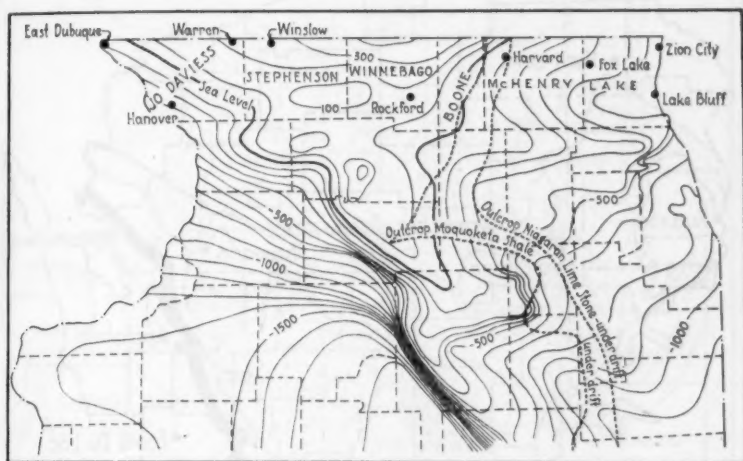 East Dubuque
Warren
Winslow
Zion City
300
Harvard
Fox Lake
JO DAVIESS
STEPHENSON
WINNEBAGO
BOONE
McHENRY
LAKE
Sea Level
100
Rockford
Lake Bluff
Hanover
-500
-500
Outcrop Maquoketa Shale
Outcrop Niagaran Lime Stone-under drift
-1000
-1500
-500
-1000
under drift